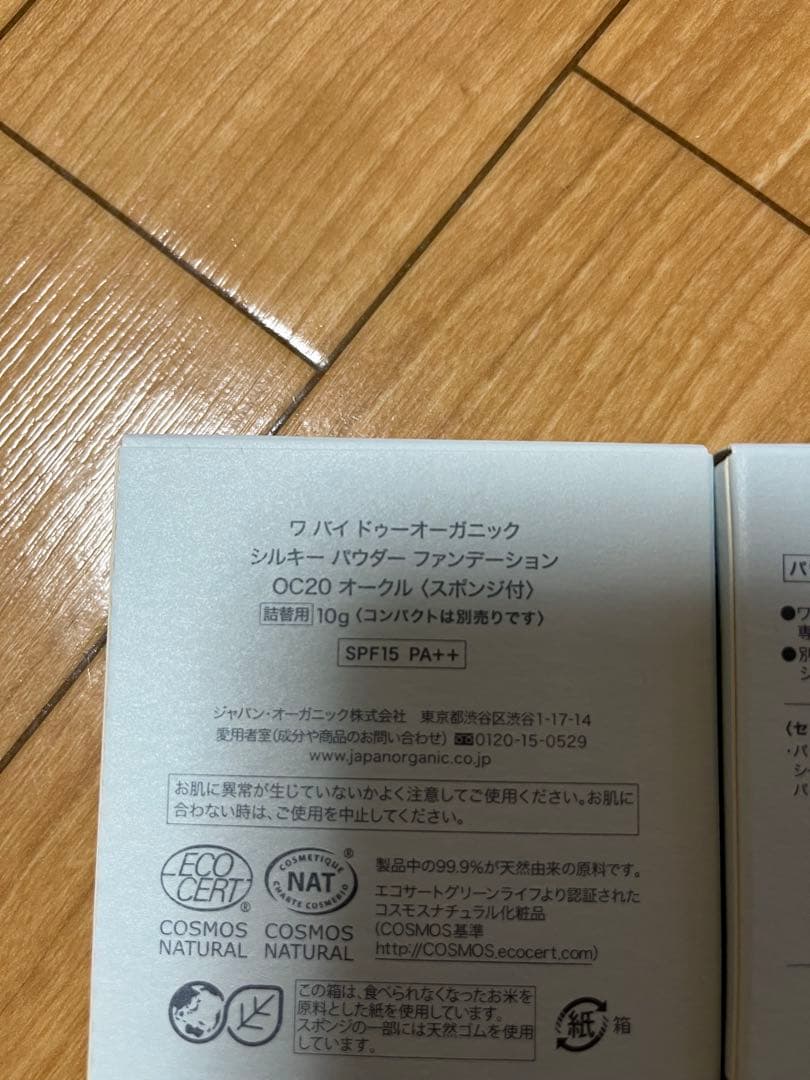 ワ バイ ドゥーオーガニック
シルキー パウダー ファンデーション
OC20 オークル〈スポンジ付〉
詰替用 10g〈コンパクトは別売りです〉
SPF15 PA++
ジャパン・オーガニック株式会社 東京都渋谷区渋谷1-17-14
愛用者室(成分や商品のお問い合わせ) 0120-15-0529
www.japanorganic.co.jp
お肌に異常が生じていないかよく注意してご使用ください。お肌に
合わない時は、ご使用を中止してください。
ECO
CERT
®
COSMOS
NATURAL
COSMETIQUE
NAT
CHARTE COSMEBIO
®
COSMOS
NATURAL
製品中の99.9%が天然由来の原料です。
エコサートグリーンライフより認証された
コスモスナチュラル化粧品
(COSMOS基準
http://COSMOS.ecocert.com)
この箱は、食べられなくなったお米を
原料とした紙を使用しています。
スポンジの一部には天然ゴムを使用
しています。
紙 箱
パ
●ワ
専
●別
シ
〈セ
・パ
シ
パ